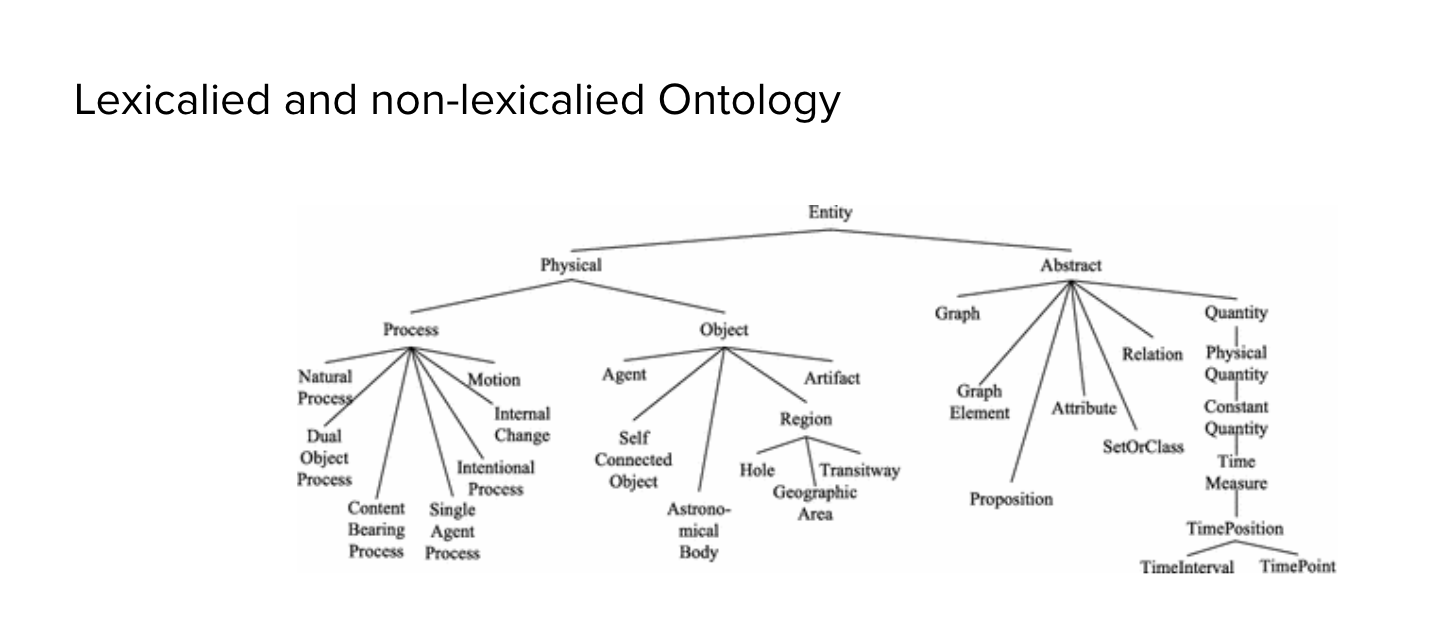 Lexicalied and non-lexicalied Ontology
Entity
Physical
Abstract
Process
Object
Graph
Quantity
Natural
Process
Motion
Agent
Artifact
Relation
Physical
Quantity
Internal
Change
Region
Graph
Element
Attribute
Constant
Quantity
Dual
Object
Process
Self
Connected
Object
SetOrClass
Intentional
Process
Hole
Transitway
Geographic
Area
Time
Measure
Content
Bearing
Process
Single
Agent
Process
Astrono-
mical
Body
Proposition
TimePosition
TimeInterval
TimePoint